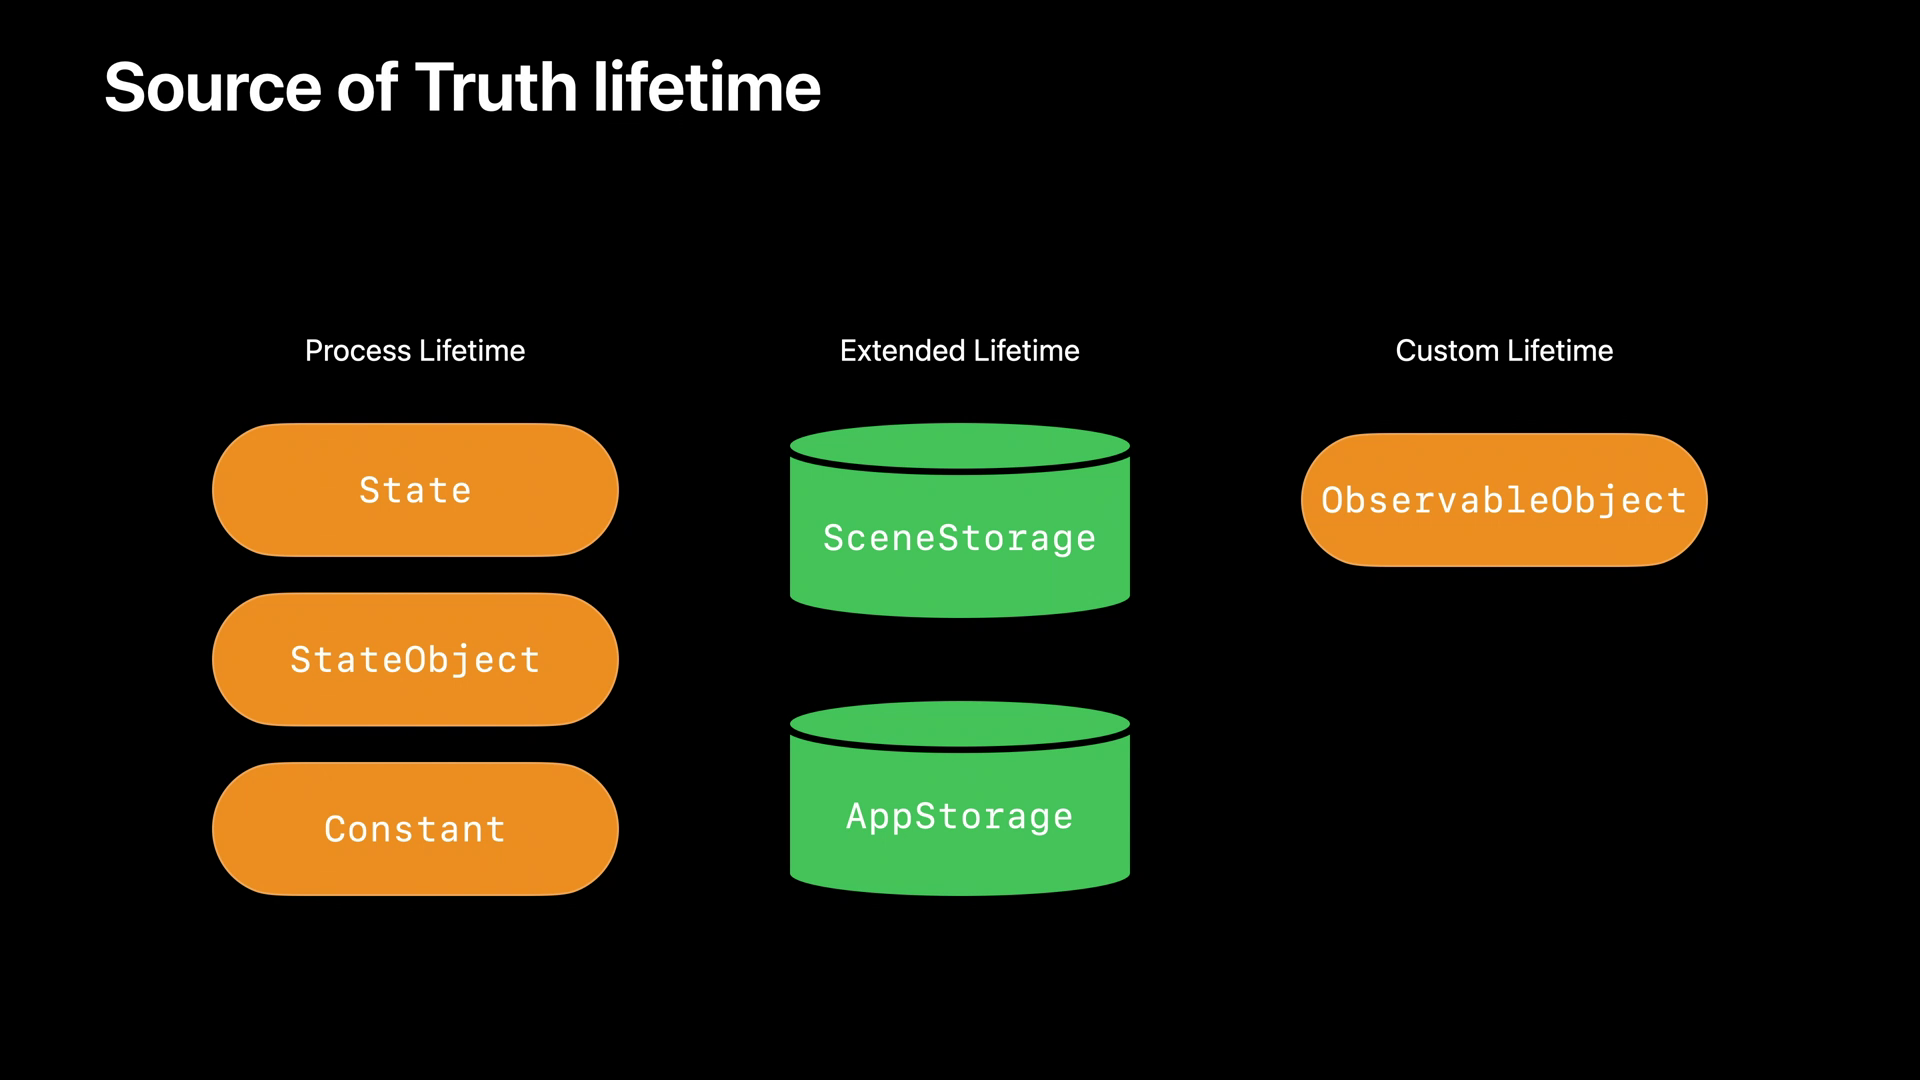 Source of Truth lifetime
Process Lifetime
State
StateObject
Constant
Extended Lifetime
SceneStorage
AppStorage
Custom Lifetime
ObservableObject